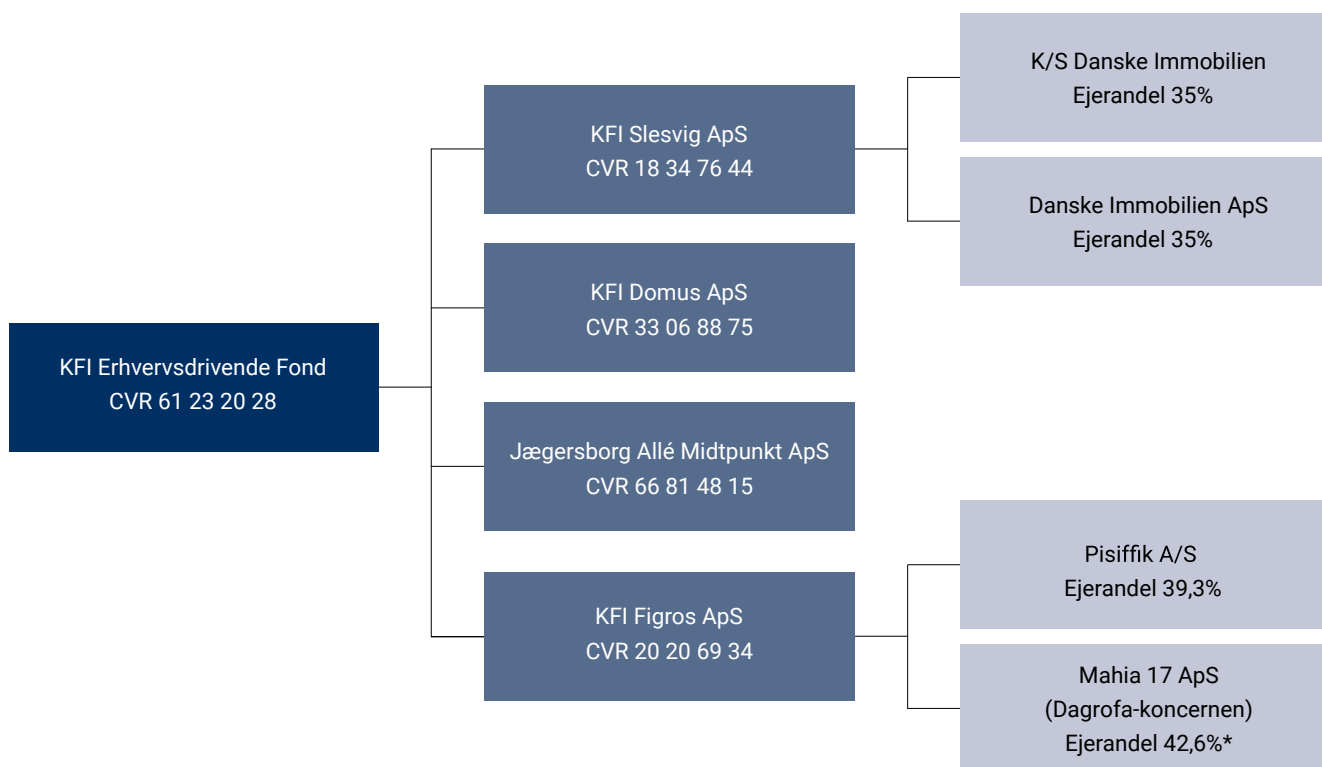 KFI Erhvervsdrivende Fond
CVR 61 23 20 28
KFI Slesvig ApS
CVR 18 34 76 44
K/S Danske Immobilien
Ejerandel 35%
Danske Immobilien ApS
Ejerandel 35%
KFI Domus ApS
CVR 33 06 88 75
Jægersborg Allé Midtpunkt ApS
CVR 66 81 48 15
KFI Figros ApS
CVR 20 20 69 34
Pisiffik A/S
Ejerandel 39,3%
Mahia 17 ApS
(Dagrofa-koncernen)
Ejerandel 42,6%*